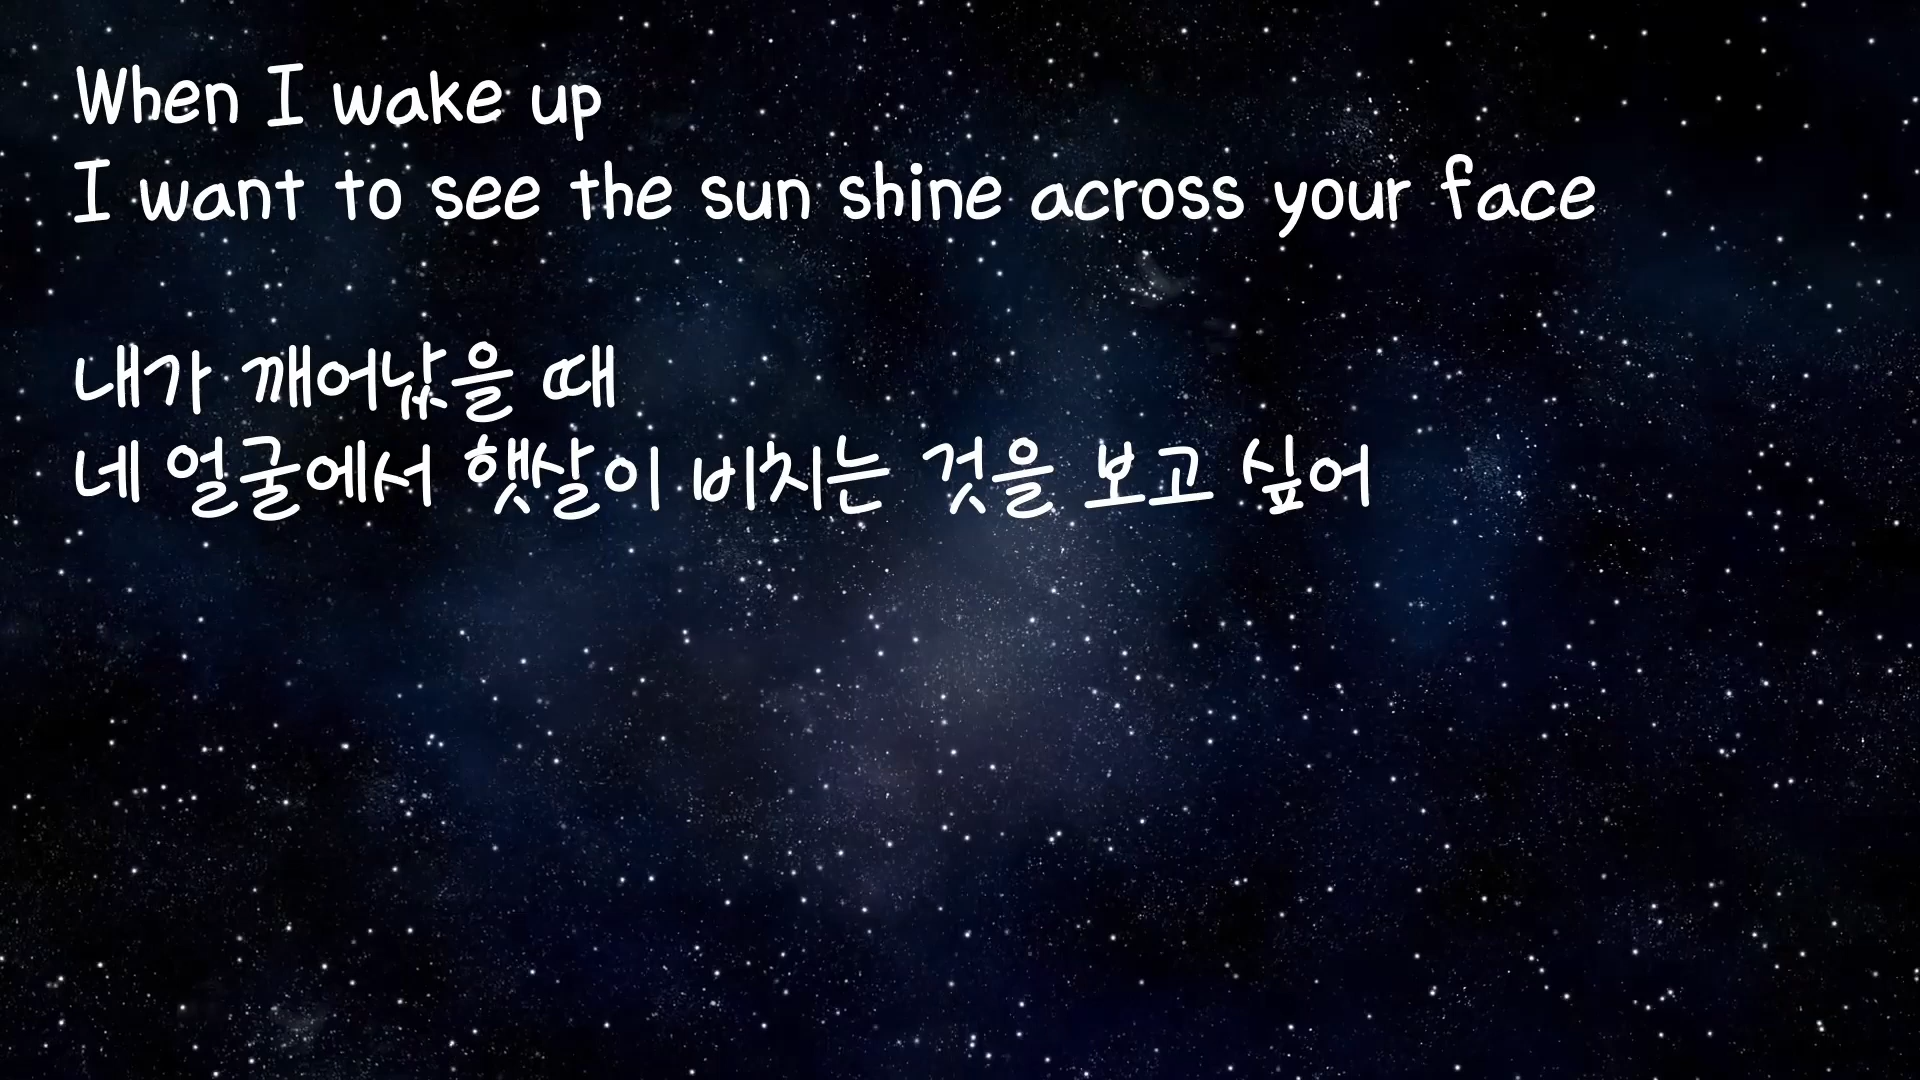 When I wake up
I want to see the sun shine across your face
내가 깨어났을 때
네 얼굴에서 햇살이 비치는 것을 보고 싶어